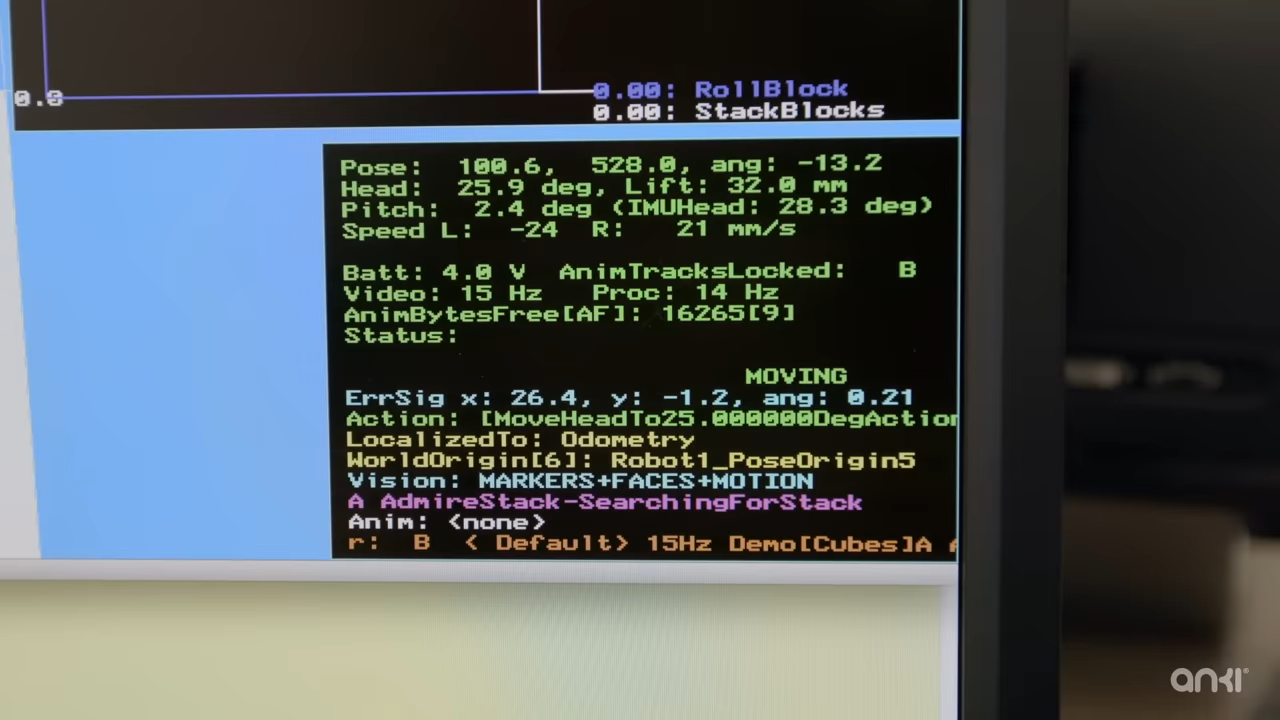 0.8
0.00: RollBlock
0.00: StackBlocks
Pose: 100.6, 528.0, ang: -13.2
Head: 25.9 deg, Lift: 32.0 mm
Pitch: 2.4 deg (IMUHead: 28.3 deg)
Speed L: -24 R: 21 mm/s
Batt: 4.0 V AnimTracksLocked: B
Video: 15 Hz Proc: 14 Hz
AnimBytesFree[AF]: 16265[9]
Status:
MOVING
ErrSig x: 26.4, y: -1.2, ang: 0.21
Action: [MoveHeadTo25.000000DegAction
LocalizedTo: Odometry
WorldOrigin[6]: Robot1_PoseOrigin5
Vision: MARKERS+FACES+MOTION
A AdmireStack-SearchingForStack
Anim: <none>
r: B < Default> 15Hz Demo[Cubes]A
anki